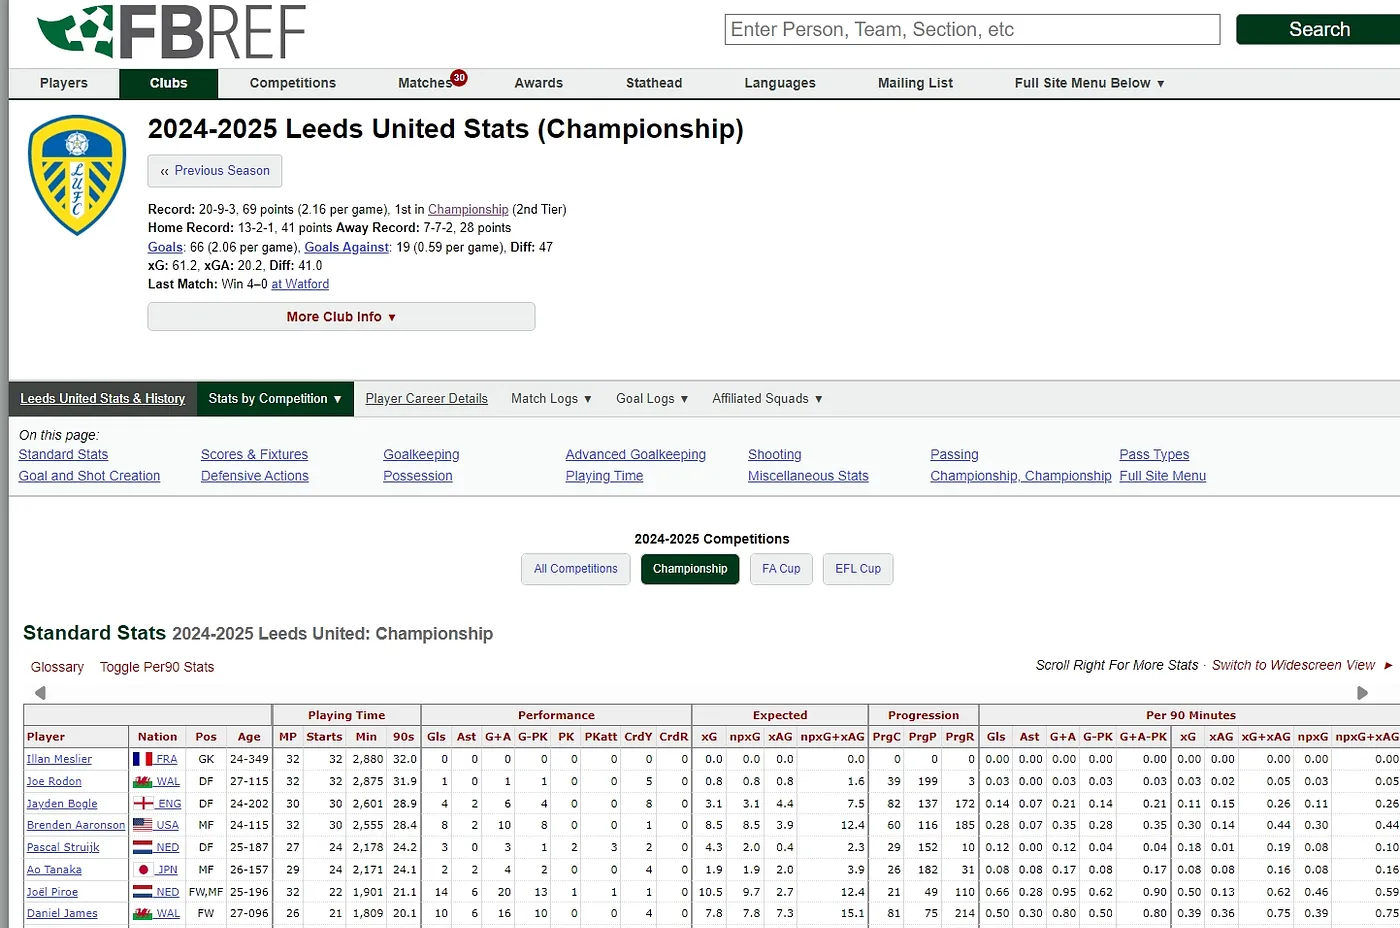 FBREF
Enter Person, Team, Section, etc Search
Players Clubs Competitions Matches 30 Awards Stathead Languages Mailing List Full Site Menu Below ▼
LUFC
2024-2025 Leeds United Stats (Championship)
‹‹ Previous Season
Record: 20-9-3, 69 points (2.16 per game), 1st in Championship (2nd Tier)
Home Record: 13-2-1, 41 points Away Record: 7-7-2, 28 points
Goals: 66 (2.06 per game), Goals Against: 19 (0.59 per game), Diff: 47
xG: 61.2, xGA: 20.2, Diff: 41.0
Last Match: Win 4–0 at Watford
More Club Info ▼
Leeds United Stats & History Stats by Competition ▼ Player Career Details Match Logs ▼ Goal Logs ▼ Affiliated Squads ▼
On this page:
Standard Stats Scores & Fixtures Goalkeeping Advanced Goalkeeping Shooting Passing Pass Types
Goal and Shot Creation Defensive Actions Possession Playing Time Miscellaneous Stats Championship, Championship Full Site Menu
2024-2025 Competitions
All Competitions Championship FA Cup EFL Cup
Standard Stats 2024-2025 Leeds United: Championship
Glossary Toggle Per90 Stats Scroll Right For More Stats · Switch to Widescreen View ►
Playing Time Performance Expected Progression Per 90 Minutes
Player Nation Pos Age MP Starts Min 90s Gls Ast G+A G-PK PK PKatt CrdY CrdR xG npxG xAG npxG+xAG PrgC PrgP PrgR Gls Ast G+A G-PK G+A-PK xG xAG xG+xAG npxG npxG+xAG
Illan Meslier FRA GK 24-349 32 32 2,880 32.0 0 0 0 0 0 0 0 0 0.0 0.0 0.0 0.0 0 0 0 0.00 0.00 0.00 0.00 0.00 0.00 0.00 0.00 0.00 0.00
Joe Rodon WAL DF 27-115 32 32 2,875 31.9 1 0 1 1 0 0 5 0 0.8 0.8 0.8 1.6 39 199 3 0.03 0.00 0.03 0.03 0.03 0.03 0.02 0.05 0.03 0.05
Jayden Bogle ENG DF 24-202 30 30 2,601 28.9 4 2 6 4 0 0 8 0 3.1 3.1 4.4 7.5 82 137 172 0.14 0.07 0.21 0.14 0.21 0.11 0.15 0.26 0.11 0.26
Brenden Aaronson USA MF 24-115 32 30 2,555 28.4 8 2 10 8 0 0 1 0 8.5 8.5 3.9 12.4 60 116 185 0.28 0.07 0.35 0.28 0.35 0.30 0.14 0.44 0.30 0.44
Pascal Struijk NED DF 25-187 27 24 2,178 24.2 3 0 3 1 2 3 2 0 4.3 2.0 0.4 2.3 29 152 10 0.12 0.00 0.12 0.04 0.04 0.18 0.01 0.19 0.08 0.10
Ao Tanaka JPN MF 26-157 29 24 2,171 24.1 2 2 4 2 0 0 4 0 1.9 1.9 2.0 3.9 26 182 31 0.08 0.08 0.17 0.08 0.17 0.08 0.08 0.16 0.08 0.16
Joël Piroe NED FW,MF 25-196 32 22 1,901 21.1 14 6 20 13 1 1 1 0 10.5 9.7 2.7 12.4 21 49 110 0.66 0.28 0.95 0.62 0.90 0.50 0.13 0.62 0.46 0.59
Daniel James WAL FW 27-096 26 21 1,809 20.1 10 6 16 10 0 0 4 0 7.8 7.8 7.3 15.1 81 75 214 0.50 0.30 0.80 0.50 0.80 0.39 0.36 0.75 0.39 0.75